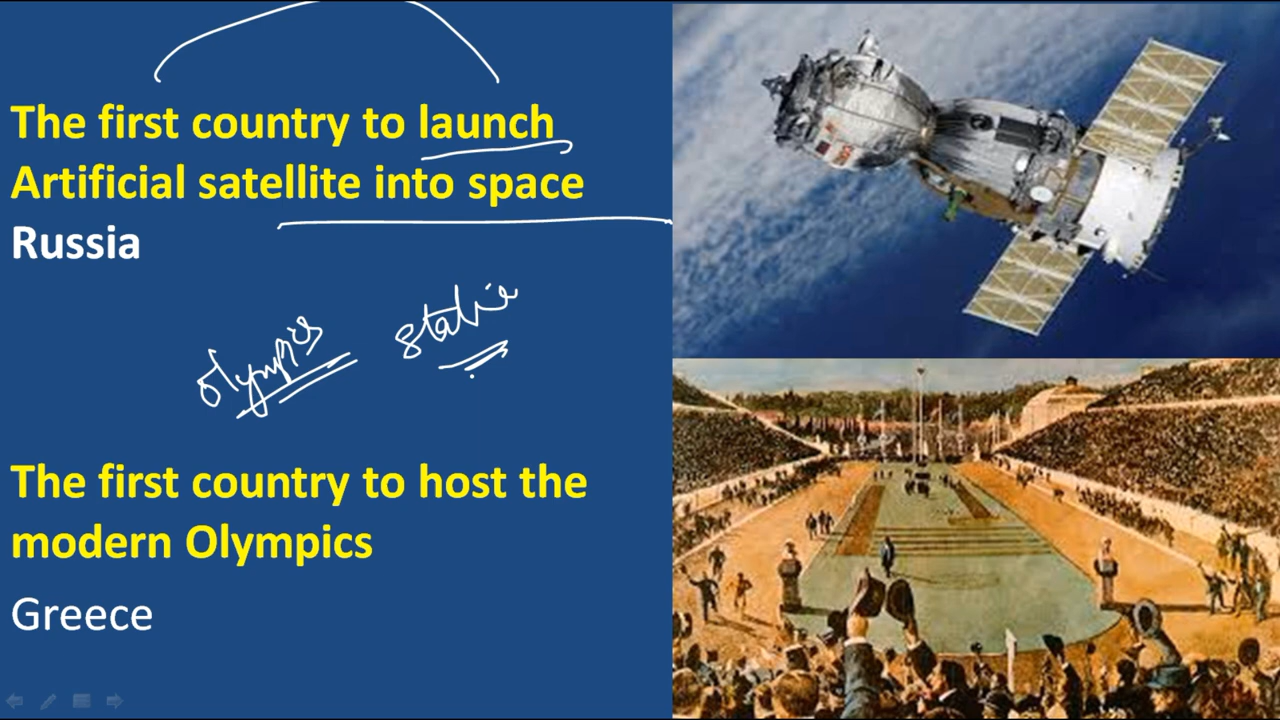 The first country to launch
Artificial satellite into space
Russia
olympics static
The first country to host the
modern Olympics
Greece